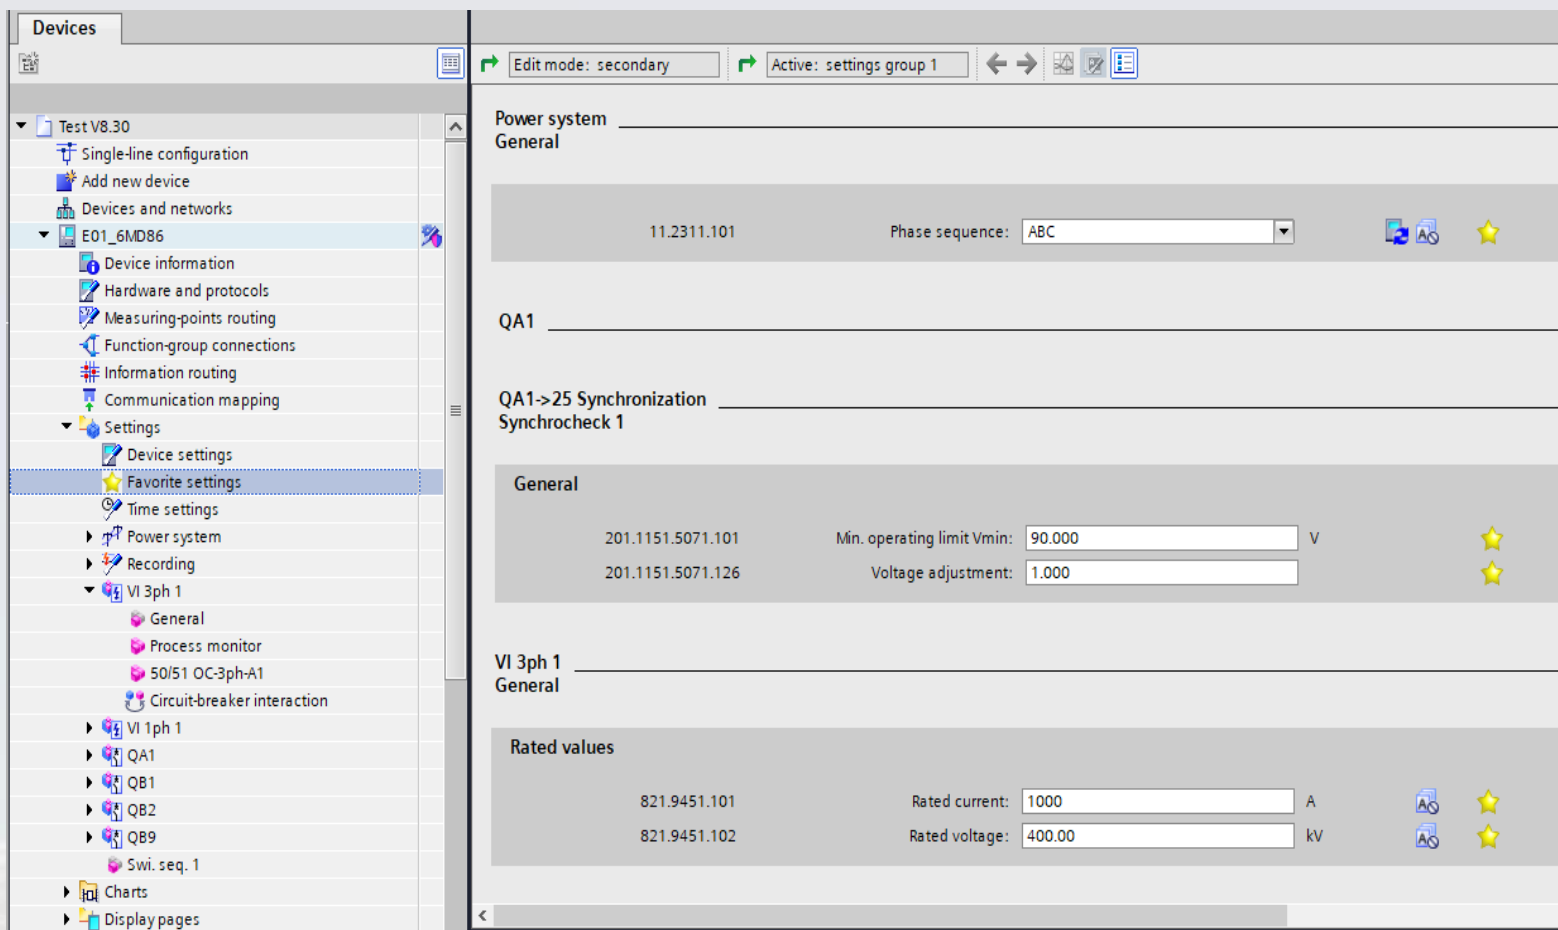 Devices
Edit mode: secondary
Active: settings group 1
Test V8.30
Single-line configuration
Add new device
Devices and networks
E01_6MD86
Device information
Hardware and protocols
Measuring-points routing
Function-group connections
Information routing
Communication mapping
Settings
Device settings
Favorite settings
Time settings
Power system
Recording
VI 3ph 1
General
Process monitor
50/51 OC-3ph-A1
Circuit-breaker interaction
VI 1ph 1
QA1
QB1
QB2
QB9
Swi. seq. 1
Charts
Display pages
Power system
General
11.2311.101 Phase sequence: ABC
QA1
QA1->25 Synchronization
Synchrocheck 1
General
201.1151.5071.101 Min. operating limit Vmin: 90.000 V
201.1151.5071.126 Voltage adjustment: 1.000
VI 3ph 1
General
Rated values
821.9451.101 Rated current: 1000 A
821.9451.102 Rated voltage: 400.00 kV